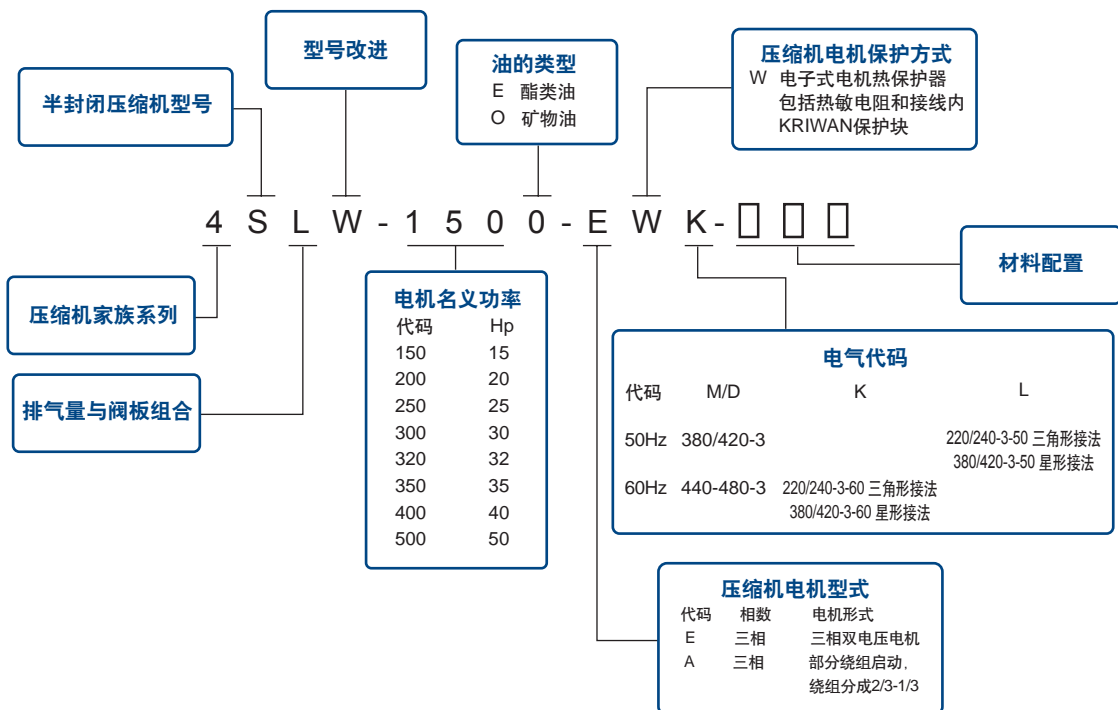 型号改进
油的类型
E 酯类油
O 矿物油
压缩机电机保护方式
W 电子式电机热保护器
包括热敏电阻和接线内
KRIWAN保护块
半封闭压缩机型号
4 S L W - 1 5 0 0 - E W K - □ □ □
压缩机家族系列
排气量与阀板组合
电机名义功率
代码 Hp
150 15
200 20
250 25
300 30
320 32
350 35
400 40
500 50
材料配置
电气代码
代码 M/D K L
50Hz 380/420-3 220/240-3-50 三角形接法
380/420-3-50 星形接法
60Hz 440-480-3 220/240-3-60 三角形接法
380/420-3-60 星形接法
压缩机电机型式
代码 相数 电机形式
E 三相 三相双电压电机
A 三相 部分绕组启动,
绕组分成2/3-1/3